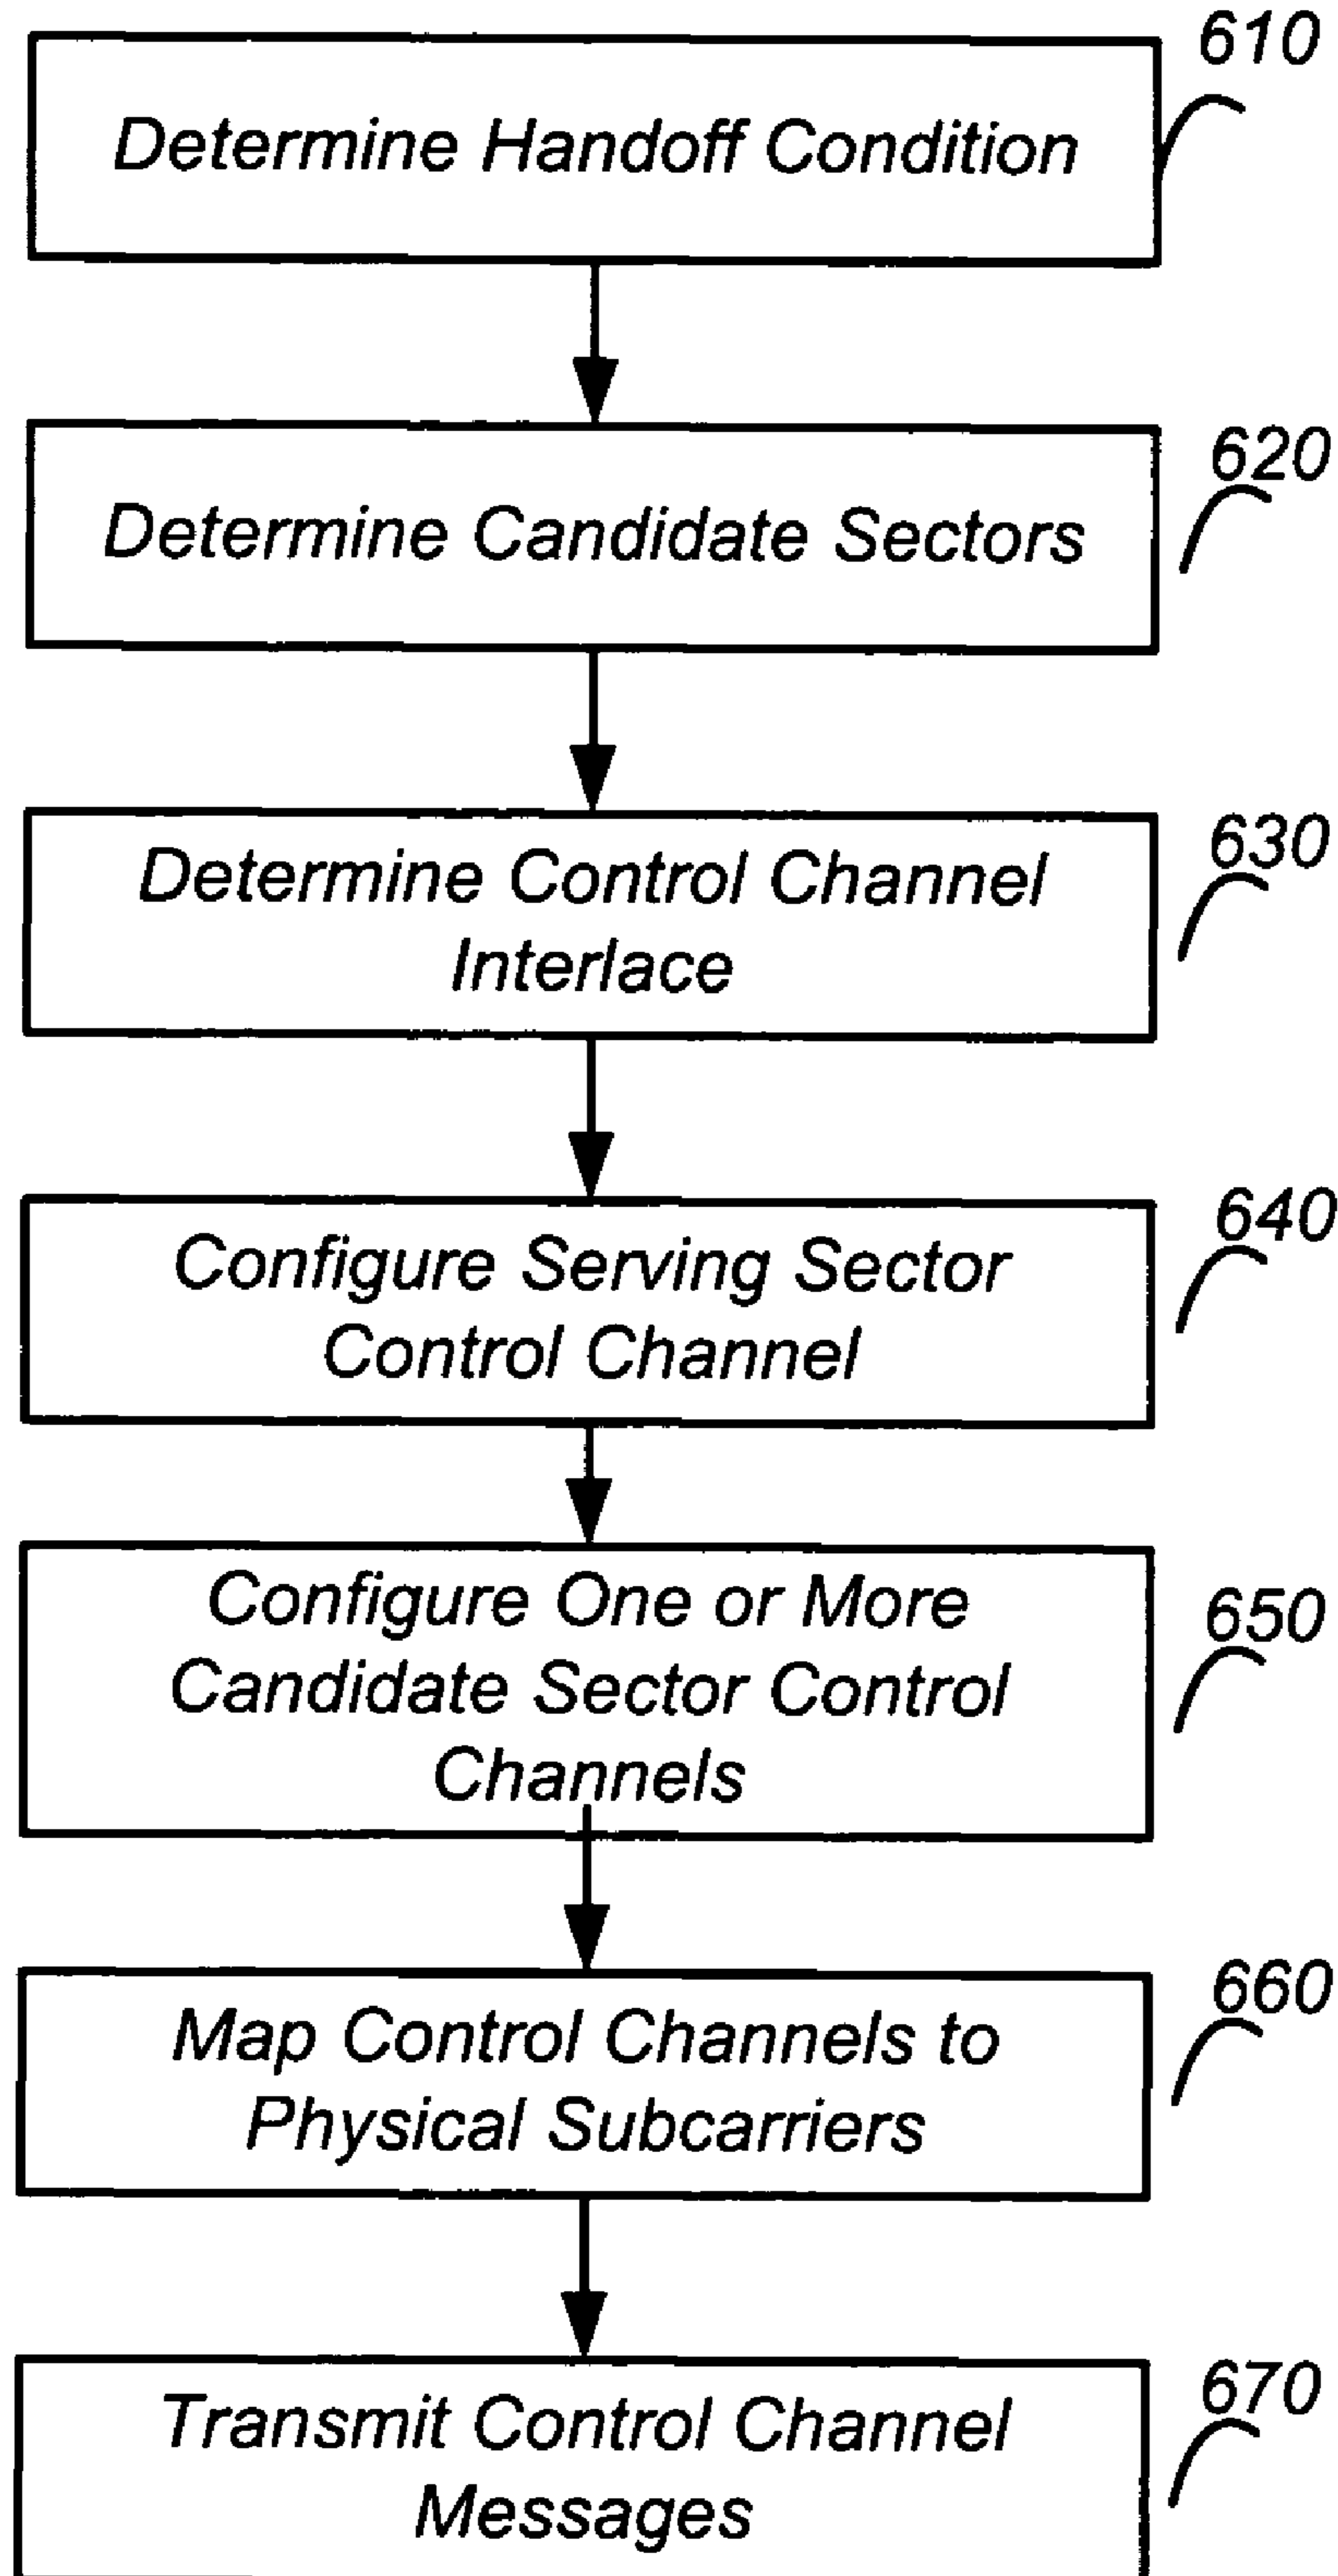 610
Determine Handoff Condition
620
Determine Candidate Sectors
630
Determine Control Channel
Interlace
640
Configure Serving Sector
Control Channel
650
Configure One or More
Candidate Sector Control
Channels
660
Map Control Channels to
Physical Subcarriers
670
Transmit Control Channel
Messages